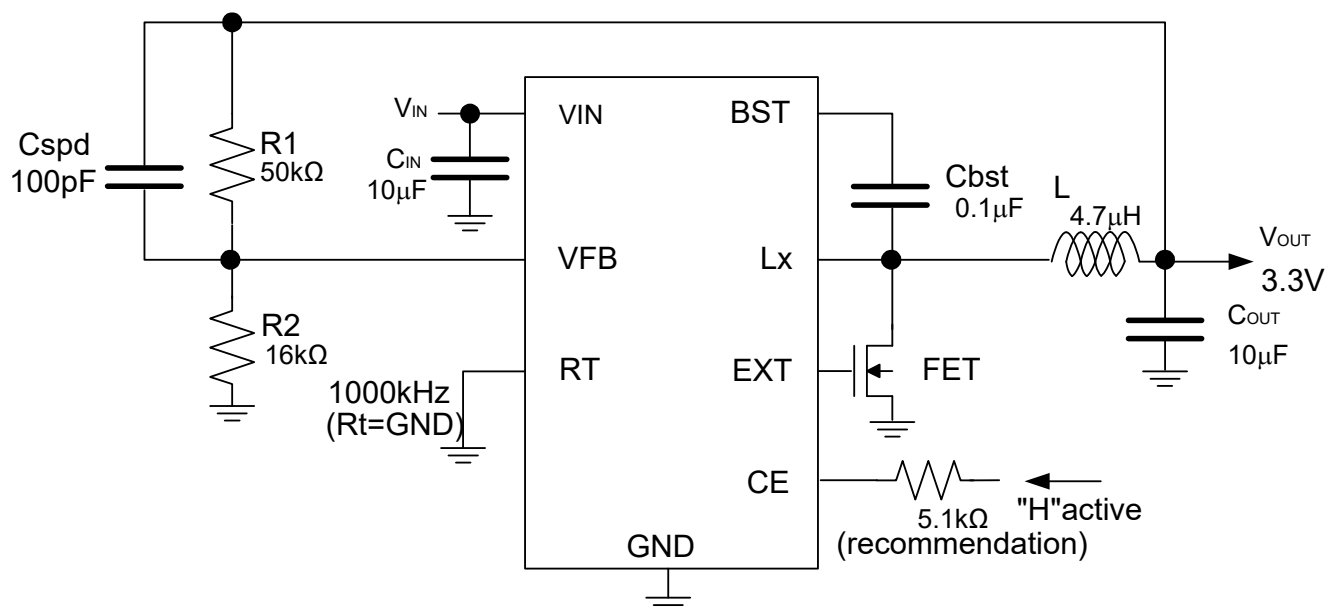 Cspd
100pF
R1
50kΩ
R2
16kΩ
VIN
CIN
10μF
1000kHz
(Rt=GND)
VIN
VFB
RT
GND
BST
Lx
EXT
CE
Cbst
0.1μF
L
4.7μH
FET
VOUT
3.3V
COUT
10μF
5.1kΩ
(recommendation)
"H"active